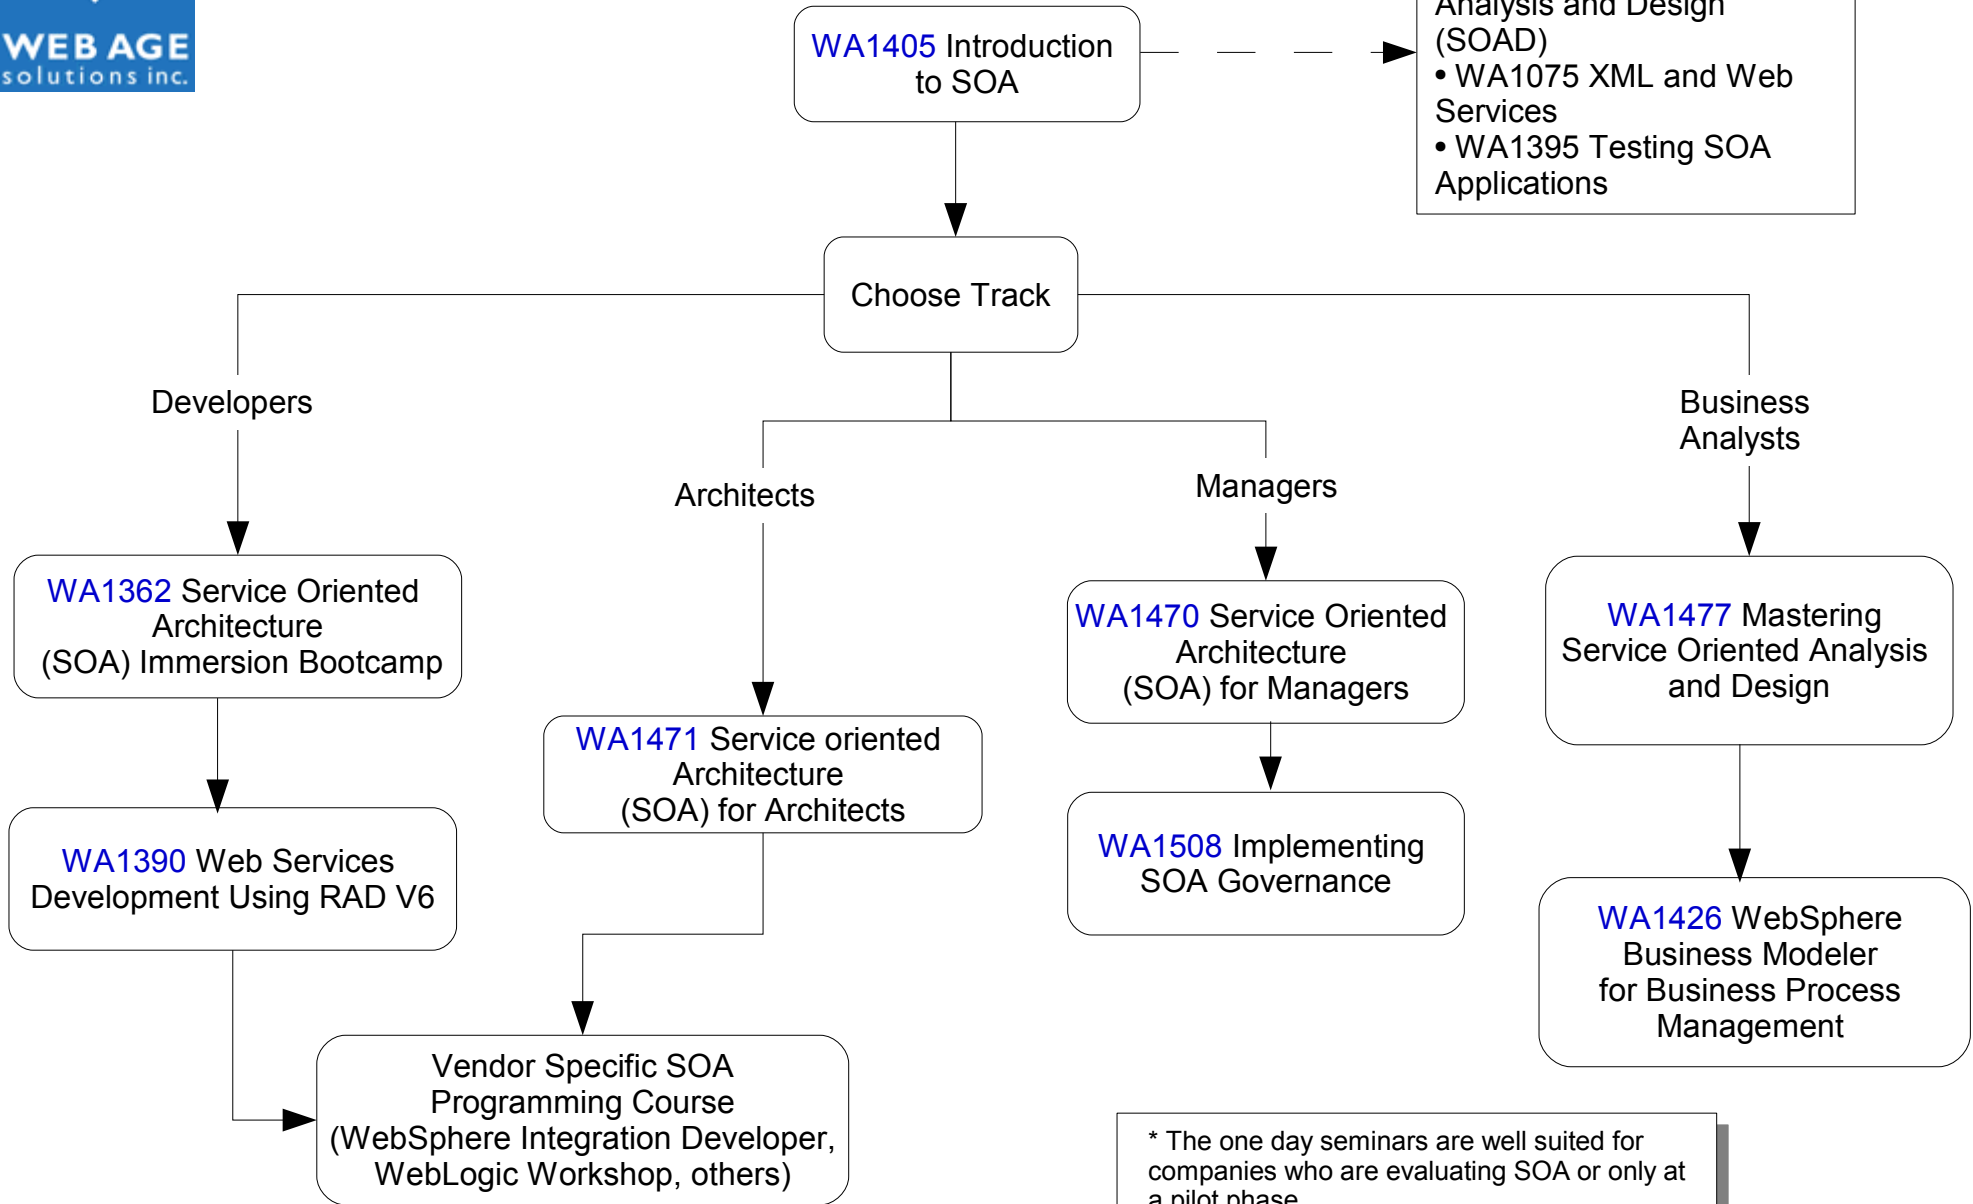 WEB AGE
solutions inc.
WA1405 Introduction
to SOA
Analysis and Design
(SOAD)
• WA1075 XML and Web
Services
• WA1395 Testing SOA
Applications
Choose Track
Developers
Architects
Managers
Business
Analysts
WA1362 Service Oriented
Architecture
(SOA) Immersion Bootcamp
WA1390 Web Services
Development Using RAD V6
WA1471 Service oriented
Architecture
(SOA) for Architects
WA1470 Service Oriented
Architecture
(SOA) for Managers
WA1508 Implementing
SOA Governance
WA1477 Mastering
Service Oriented Analysis
and Design
WA1426 WebSphere
Business Modeler
for Business Process
Management
Vendor Specific SOA
Programming Course
(WebSphere Integration Developer,
WebLogic Workshop, others)
* The one day seminars are well suited for
companies who are evaluating SOA or only at
a pilot phase